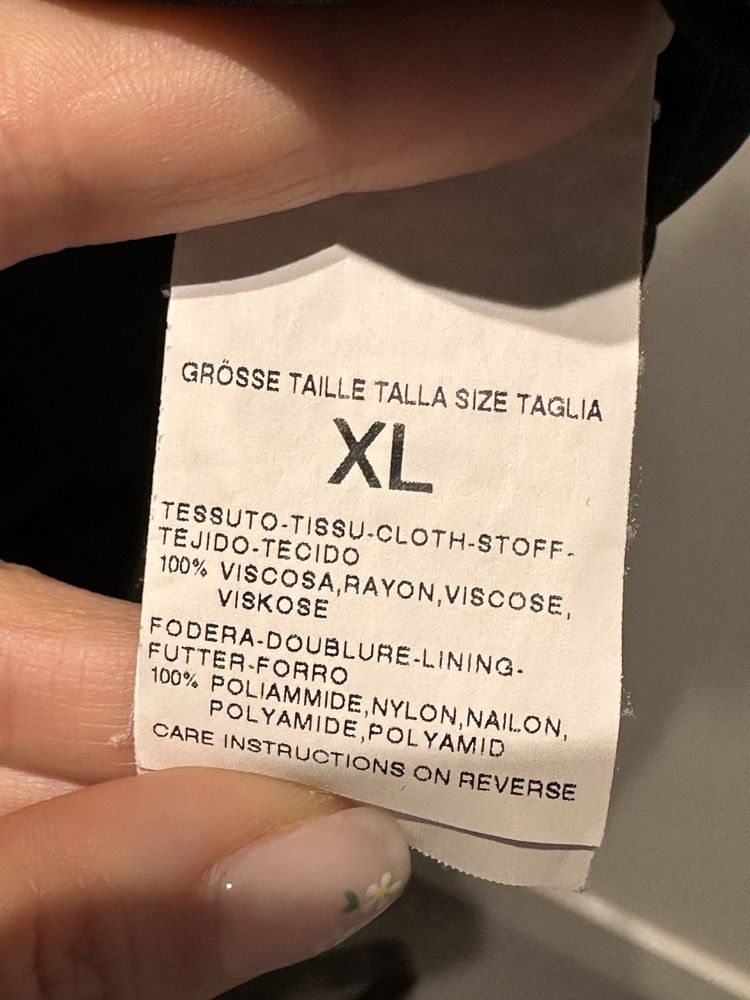 GRÖSSE TAILLE TALLA SIZE TAGLIA
XL
TESSUTO-TISSU-CLOTH-STOFF-
TEJIDO-TECIDO
100% VISCOSA,RAYON,VISCOSE,
VISKOSE
FODERA-DOUBLURE-LINING-
FUTTER-FORRO
100% POLIAMMIDE,NYLON,NAILON,
POLYAMIDE,POLYAMID
CARE INSTRUCTIONS ON REVERSE